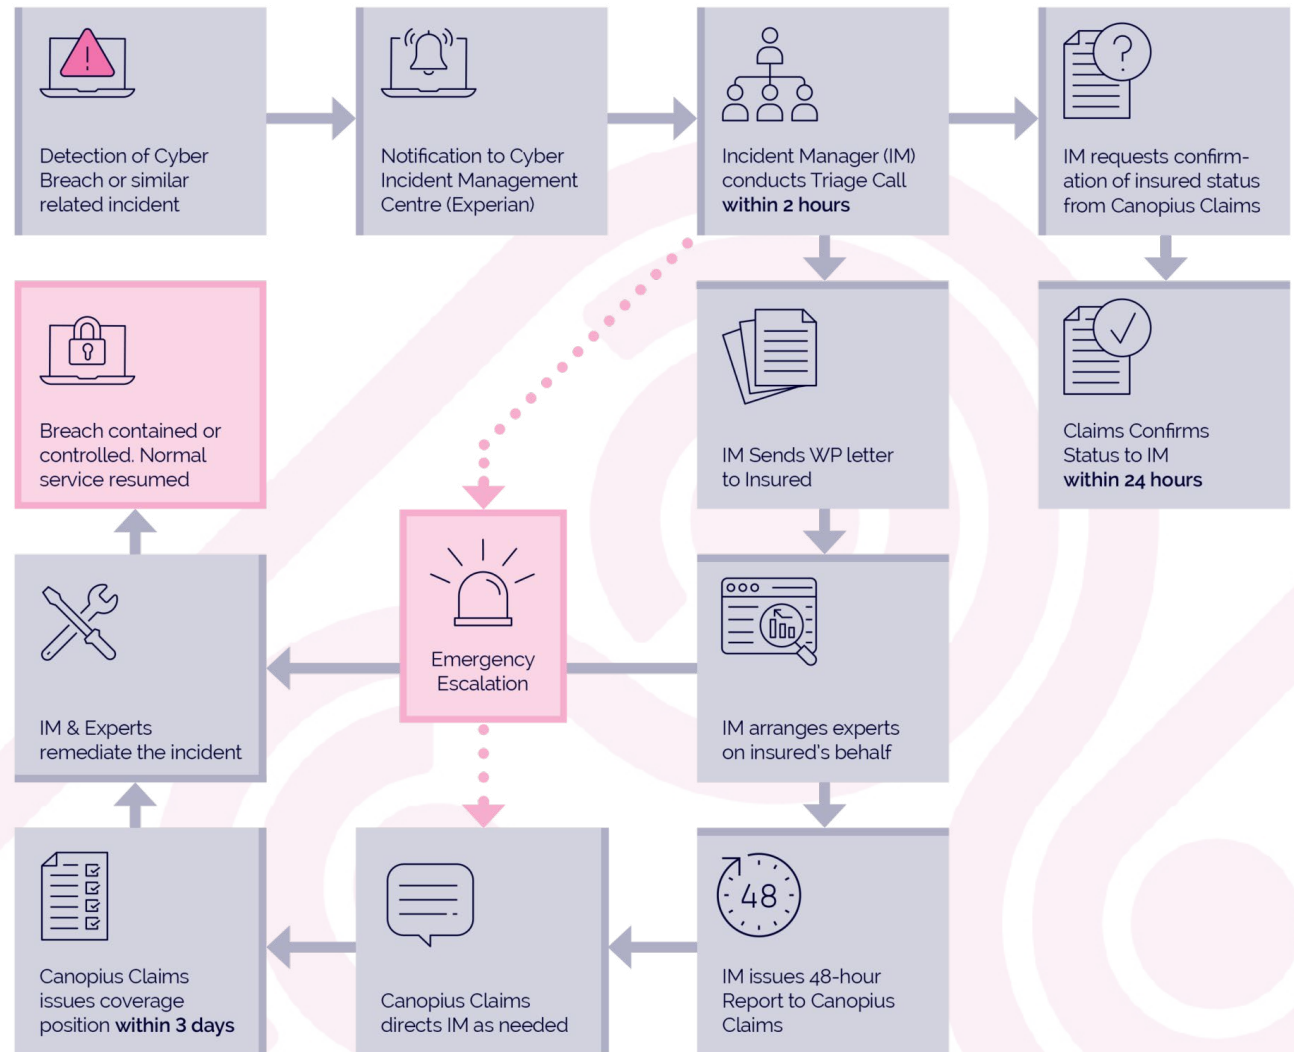 Detection of Cyber
Breach or similar
related incident
Notification to Cyber
Incident Management
Centre (Experian)
Incident Manager (IM)
conducts Triage Call
within 2 hours
IM requests confirm-
ation of insured status
from Canopius Claims
Breach contained or
controlled. Normal
service resumed
IM Sends WP letter
to Insured
Claims Confirms
Status to IM
within 24 hours
IM & Experts
remediate the incident
Emergency
Escalation
IM arranges experts
on insured's behalf
Canopius Claims
issues coverage
position within 3 days
Canopius Claims
directs IM as needed
48
IM issues 48-hour
Report to Canopius
Claims